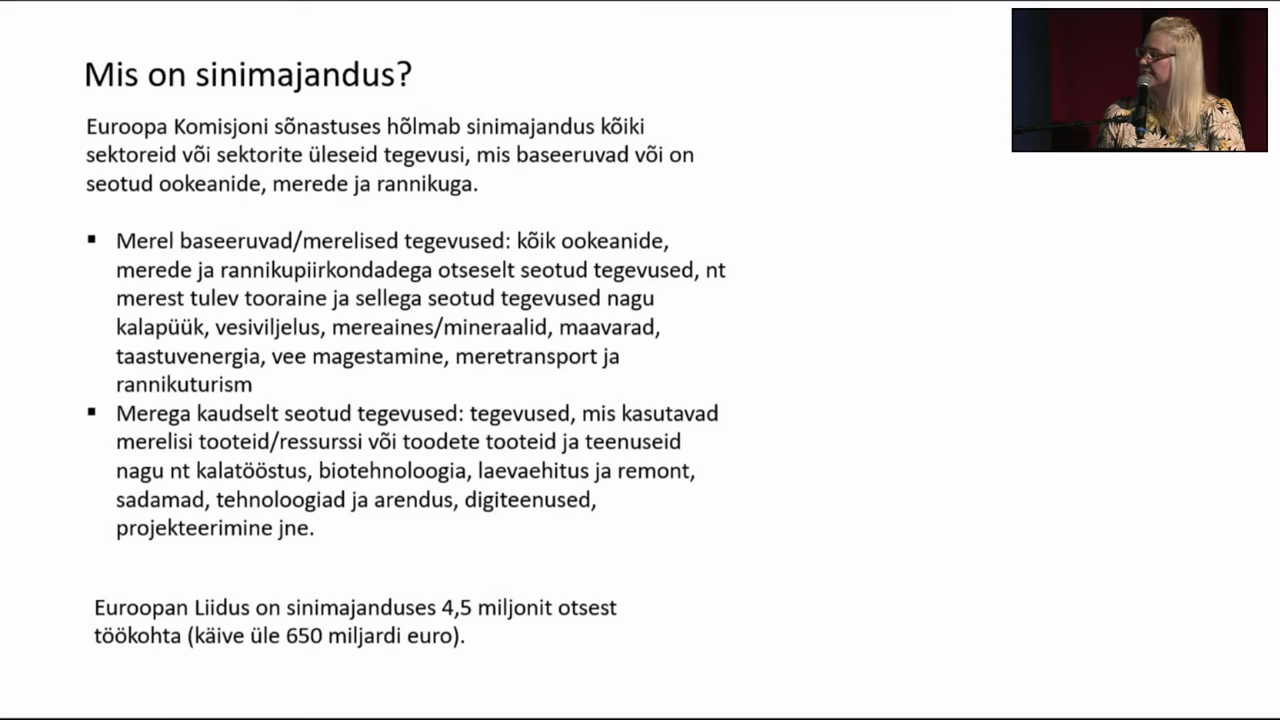 Mis on sinimajandus?
Euroopa Komisjoni sõnastuses hõlmab sinimajandus kõiki
sektoreid või sektorite üleseid tegevusi, mis baseeruvad või on
seotud ookeanide, merede ja rannikuga.
▪ Merel baseeruvad/merelised tegevused: kõik ookeanide,
merede ja rannikupiirkondadega otseselt seotud tegevused, nt
merest tulev tooraine ja sellega seotud tegevused nagu
kalapüük, vesiviljelus, mereaines/mineraalid, maavarad,
taastuvenergia, vee magestamine, meretransport ja
rannikuturism
▪ Merega kaudselt seotud tegevused: tegevused, mis kasutavad
merelisi tooteid/ressurssi või toodete tooteid ja teenuseid
nagu nt kalatööstus, biotehnoloogia, laevaehitus ja remont,
sadamad, tehnoloogiad ja arendus, digiteenused,
projekteerimine jne.
Euroopan Liidus on sinimajanduses 4,5 miljonit otsest
töökohta (käive üle 650 miljardi euro).